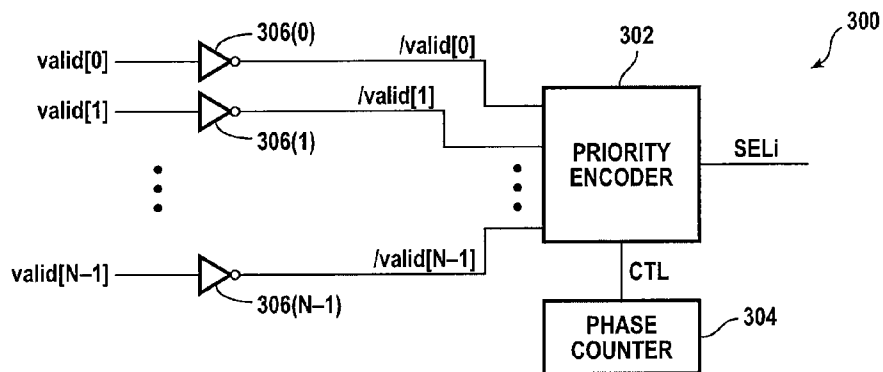 306(0)
/valid[0]
302
300
valid[0]
valid[1]
/valid[1]
306(1)
PRIORITY
ENCODER
SELi
valid[N–1]
/valid[N–1]
306(N–1)
CTL
PHASE
COUNTER
304